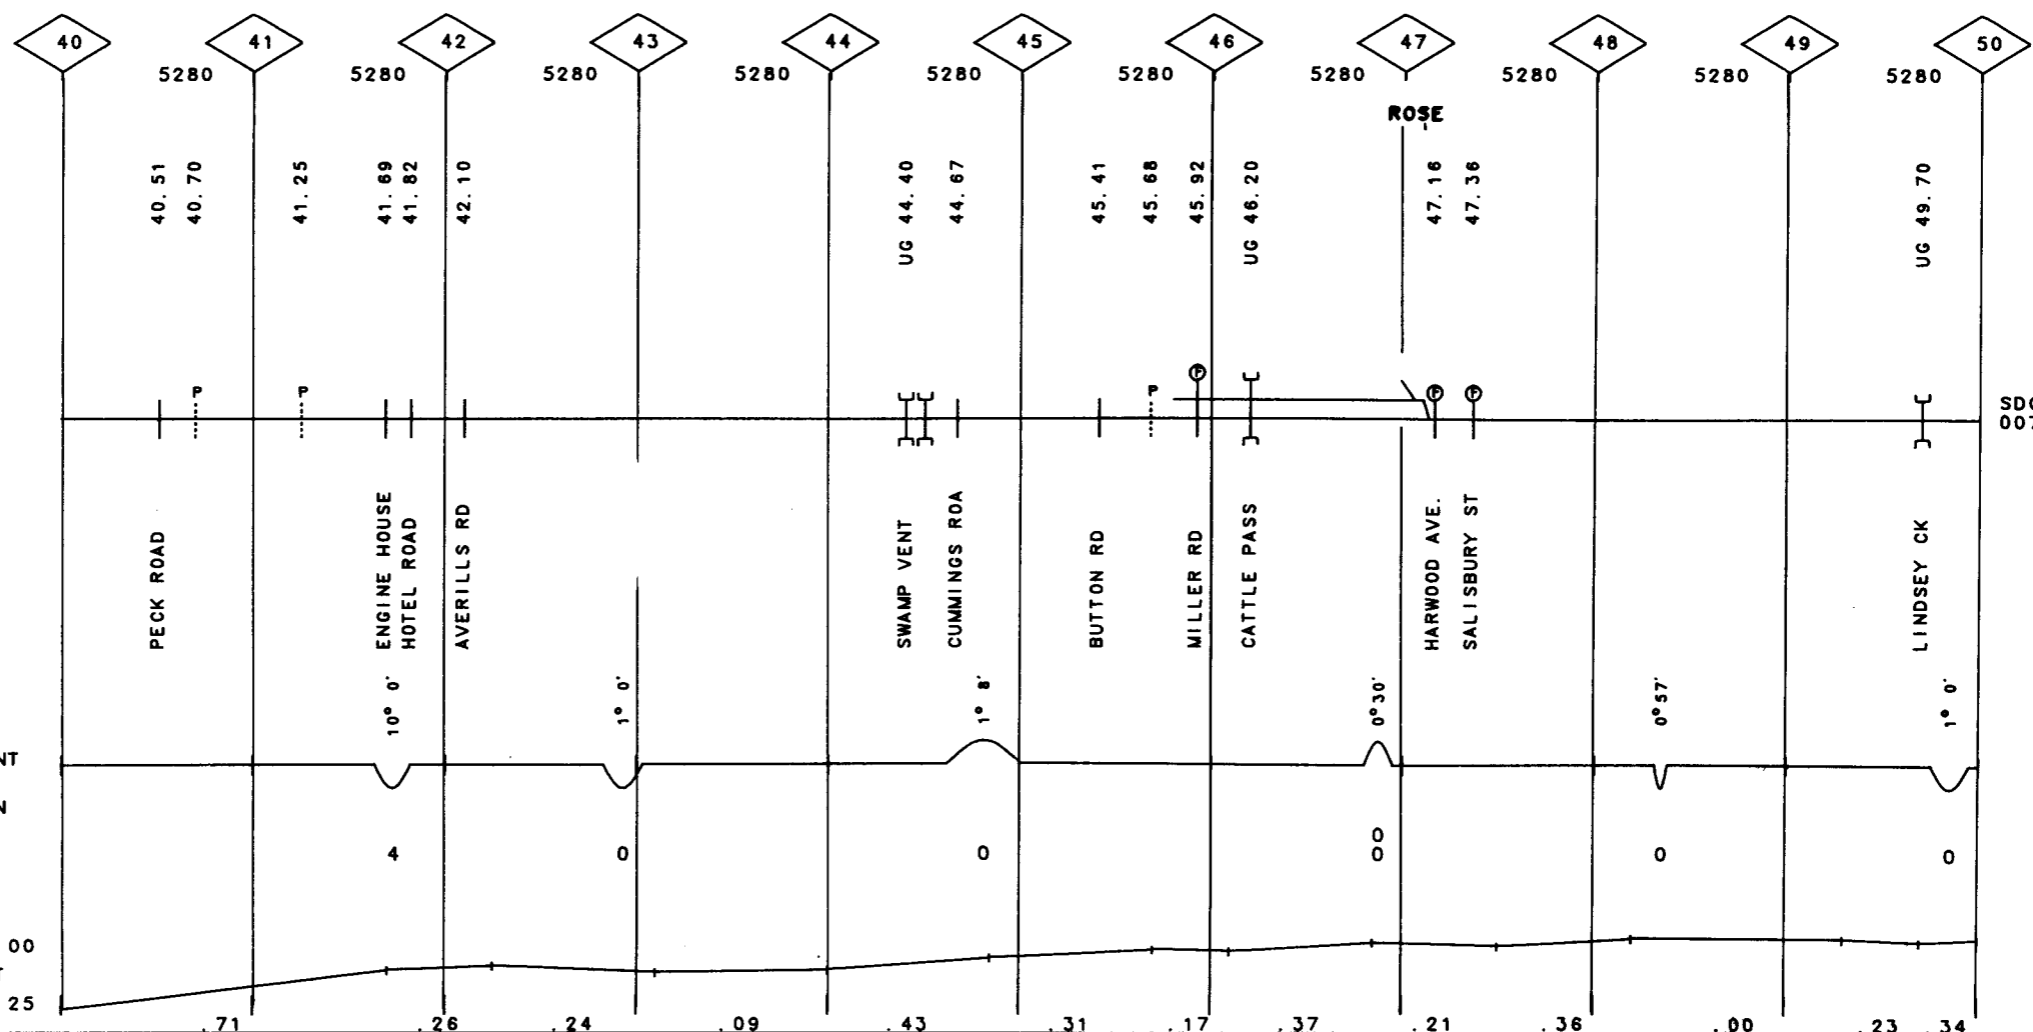 40 41 42 43 44 45 46 47 48 49 50
5280 5280 5280 5280 5280 5280 5280 5280 5280 5280
ROSE
40.51
40.70
41.25
41.69
41.82
42.10
UG 44.40
44.67
45.41
45.68
45.92
UG 46.20
47.16
47.36
UG 49.70
P P P F F F
SDG
007
PECK ROAD
ENGINE HOUSE
HOTEL ROAD
AVERILLS RD
SWAMP VENT
CUMMINGS ROA
BUTTON RD
MILLER RD
CATTLE PASS
HARWOOD AVE.
SALISBURY ST
LINDSEY CK
10° 0' 1° 0' 1° 8' 0°30' 0°57' 1° 0'
NT
N
4 0 0 0 0 0 0
00
25
.71 .26 .24 .09 .43 .31 .17 .37 .21 .36 .00 .23 .34